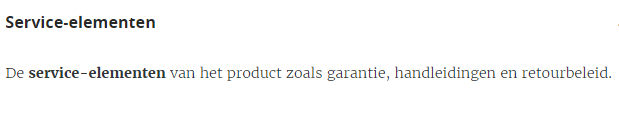 Service-elementen
De service-elementen van het product zoals garantie, handleidingen en retourbeleid.